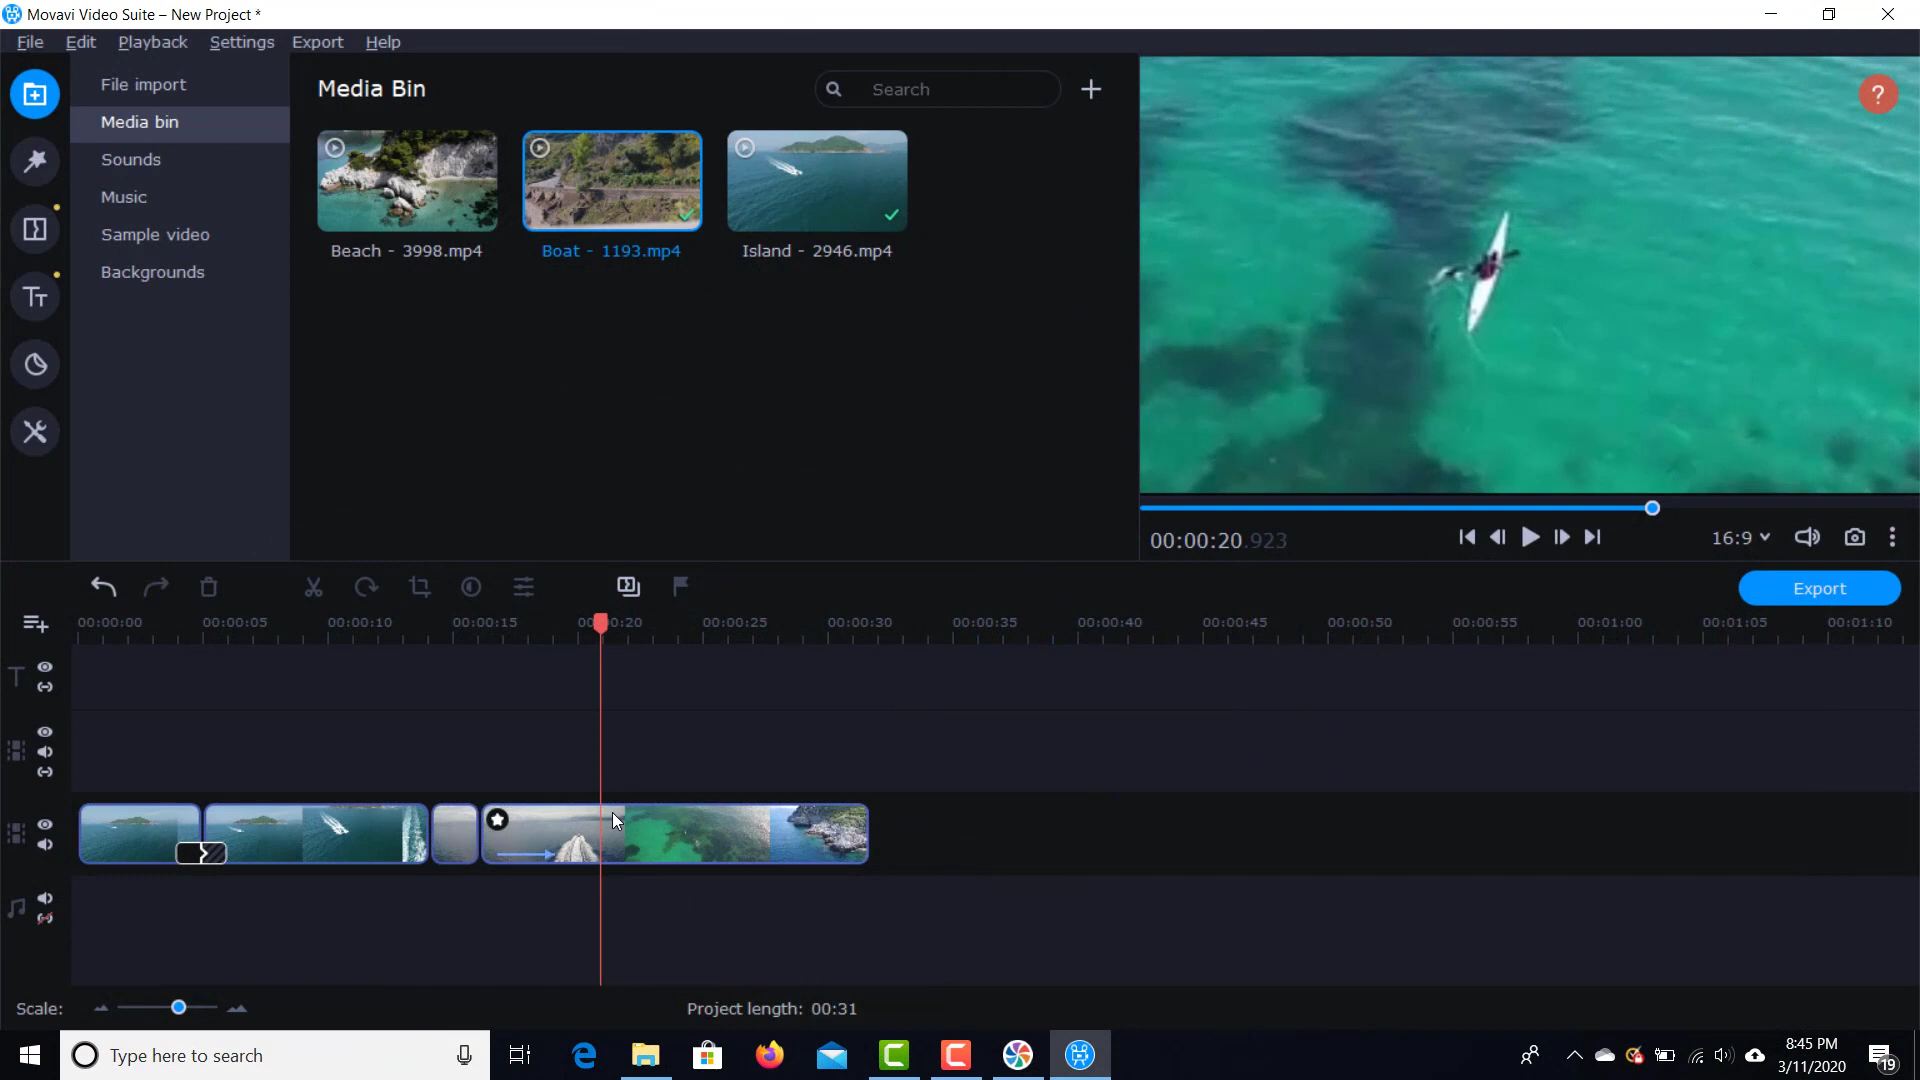 Movavi Video Suite – New Project *
File Edit Playback Settings Export Help
File import
Media bin
Sounds
Music
Sample video
Backgrounds
Media Bin
Search
Beach - 3998.mp4
Boat - 1193.mp4
Island - 2946.mp4
?
00:00:20.923
16:9
Export
00:00:00 00:00:05 00:00:10 00:00:15 00:00:20 00:00:25 00:00:30 00:00:35 00:00:40 00:00:45 00:00:50 00:00:55 00:01:00 00:01:05 00:01:10
Scale:
Project length: 00:31
Type here to search
8:45 PM
3/11/2020
19